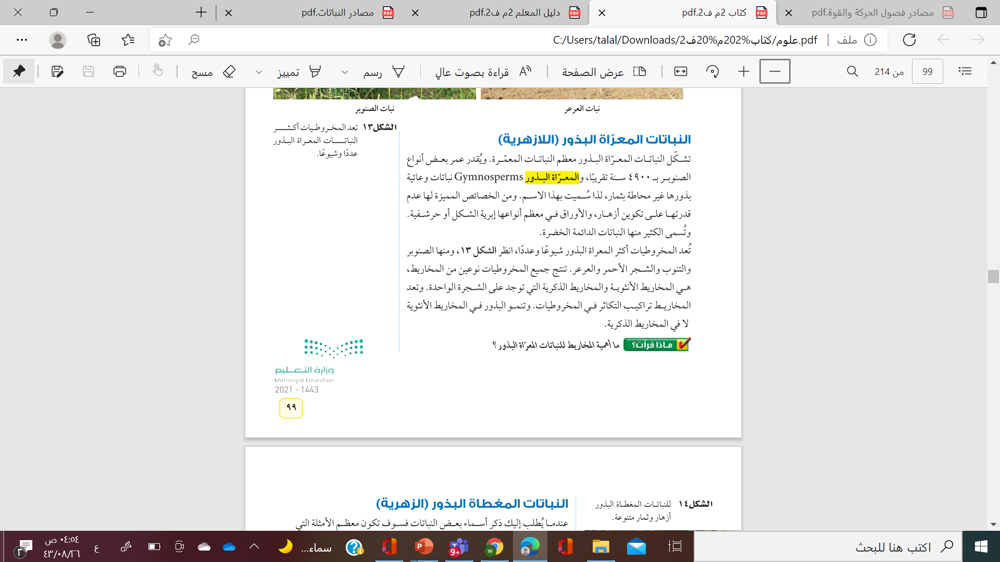 مصادر فصول الحركة والقوة.pdf
كتاب 2م ف2.pdf
دليل المعلم 2م ف2.pdf
مصادر النباتات.pdf
ملف
C:/Users/talal/Downloads/علوم/كتاب%202م%20ف2.pdf
99
من 214
عرض الصفحة
قراءة بصوت عالٍ
رسم
تمييز
مسح
نبات العرعر
نبات الصنوبر
النباتات المعرّاة البذور (اللازهرية)
تشكّل النباتات المعرّاة البذور معظم النباتات المعمّرة. ويُقدر عمر بعض أنواع
الصنوبر بـ ٤٩٠٠ سنة تقريبًا، والمعرّاة البذور Gymnosperms نباتات وعائية
بذورها غير محاطة بثمار، لذا سُميت بهذا الاسم. ومن الخصائص المميزة لها عدم
قدرتها على تكوين أزهار، والأوراق في معظم أنواعها إبرية الشكل أو حرشفية.
وتُسمى الكثير منها النباتات الدائمة الخضرة.
تُعد المخروطيات أكثر المعراة البذور شيوعًا وعددًا، انظر الشكل ١٣، ومنها الصنوبر
والتنوب والشجر الأحمر والعرعر. تنتج جميع المخروطيات نوعين من المخاريط،
هي المخاريط الأنثوية والمخاريط الذكرية التي توجد على الشجرة الواحدة. وتعد
المخاريط تراكيب التكاثر في المخروطيات. وتنمو البذور في المخاريط الأنثوية
لا في المخاريط الذكرية.
ماذا قرأت؟ ما أهمية المخاريط للنباتات المعرّاة البذور؟
الشكل١٣ تعد المخروطيات أكثر
النباتات المعراة البذور
عددًا وشيوعًا.
وزارة التعليم
Ministry of Education
2021 - 1443
٩٩
الشكل١٤ للنباتات المغطاة البذور
أزهار وثمار متنوعة.
النباتات المغطاة البذور (الزهرية)
عندما يُطلب إليك ذكر أسماء بعض النباتات فسوف تكون معظم الأمثلة التي
اكتب هنا للبحث
9+
سماء...
ع
٠٤:٥٤ ص
٤٣/٠٨/٢٦
٣